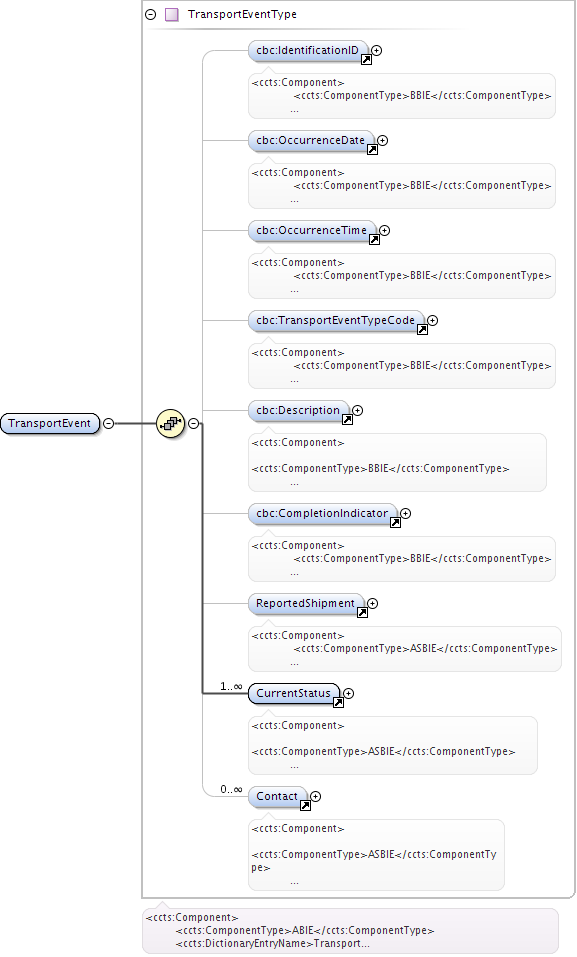 TransportEventType
cbc:IdentificationID
<ccts:Component>
<ccts:ComponentType>BBIE</ccts:ComponentType>
...
cbc:OccurrenceDate
<ccts:Component>
<ccts:ComponentType>BBIE</ccts:ComponentType>
...
cbc:OccurrenceTime
<ccts:Component>
<ccts:ComponentType>BBIE</ccts:ComponentType>
...
cbc:TransportEventTypeCode
<ccts:Component>
<ccts:ComponentType>BBIE</ccts:ComponentType>
...
cbc:Description
<ccts:Component>
<ccts:ComponentType>BBIE</ccts:ComponentType>
...
TransportEvent
cbc:CompletionIndicator
<ccts:Component>
<ccts:ComponentType>BBIE</ccts:ComponentType>
...
ReportedShipment
<ccts:Component>
<ccts:ComponentType>ASBIE</ccts:ComponentType>
...
1..∞
CurrentStatus
<ccts:Component>
<ccts:ComponentType>ASBIE</ccts:ComponentType>
...
0..∞
Contact
<ccts:Component>
<ccts:ComponentType>ASBIE</ccts:ComponentTy
pe>
...
<ccts:Component>
<ccts:ComponentType>ABIE</ccts:ComponentType>
<ccts:DictionaryEntryName>Transport...